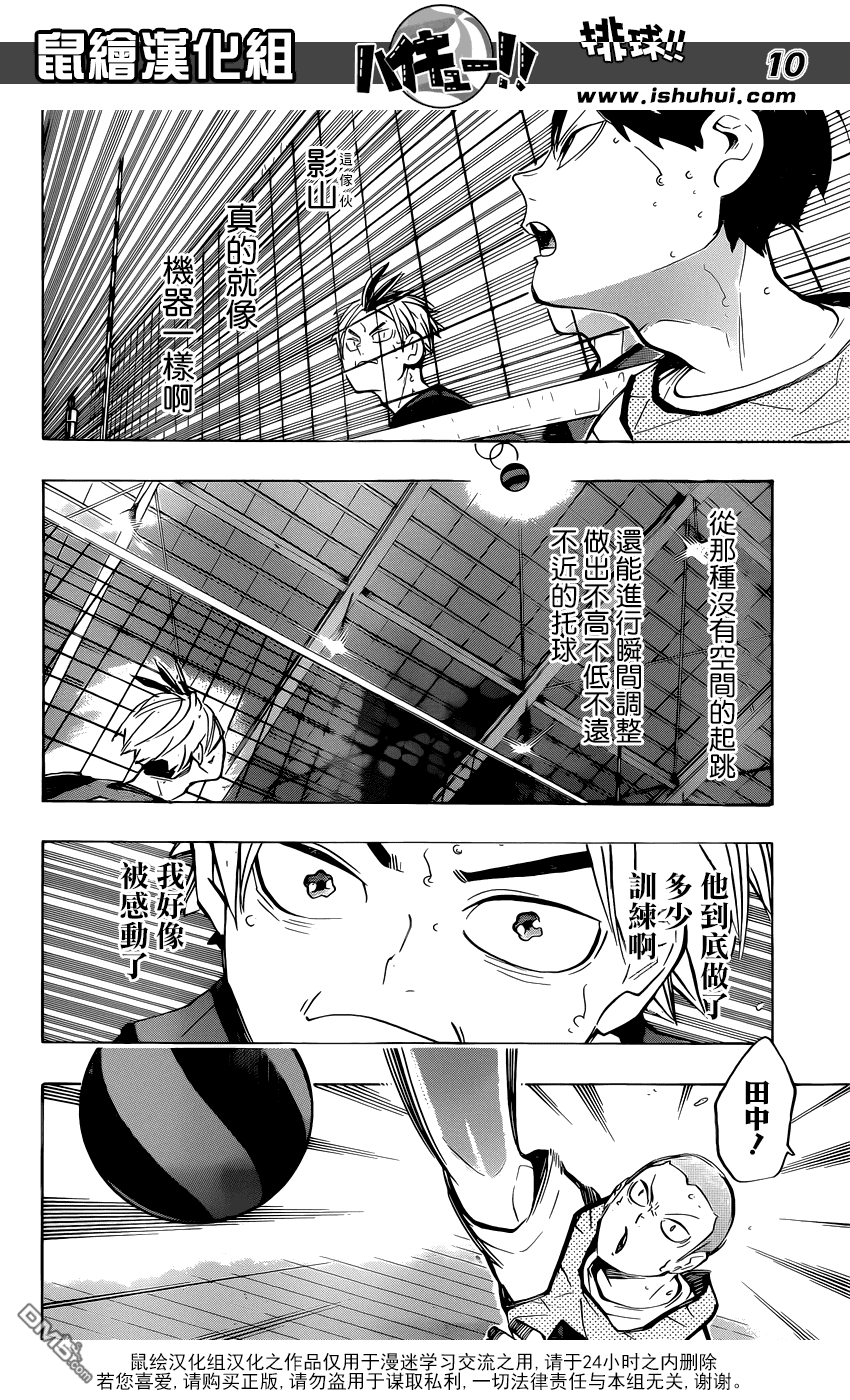 鼠繪漢化組
ハイキュー!!
排球!!
10
www.ishuhui.com
這傢伙
影山
真的就像
機器一樣啊
從那種沒有空間的起跳
還能進行瞬間調整
做出不高不低不遠
不近的托球
他到底做了
多少
訓練啊
我好像
被感動了
田中!
鼠绘汉化组汉化之作品仅用于漫迷学习交流之用, 请于24小时之内删除
若您喜爱, 请购买正版, 请勿盗用于谋取私利, 一切法律责任与本组无关, 谢谢。